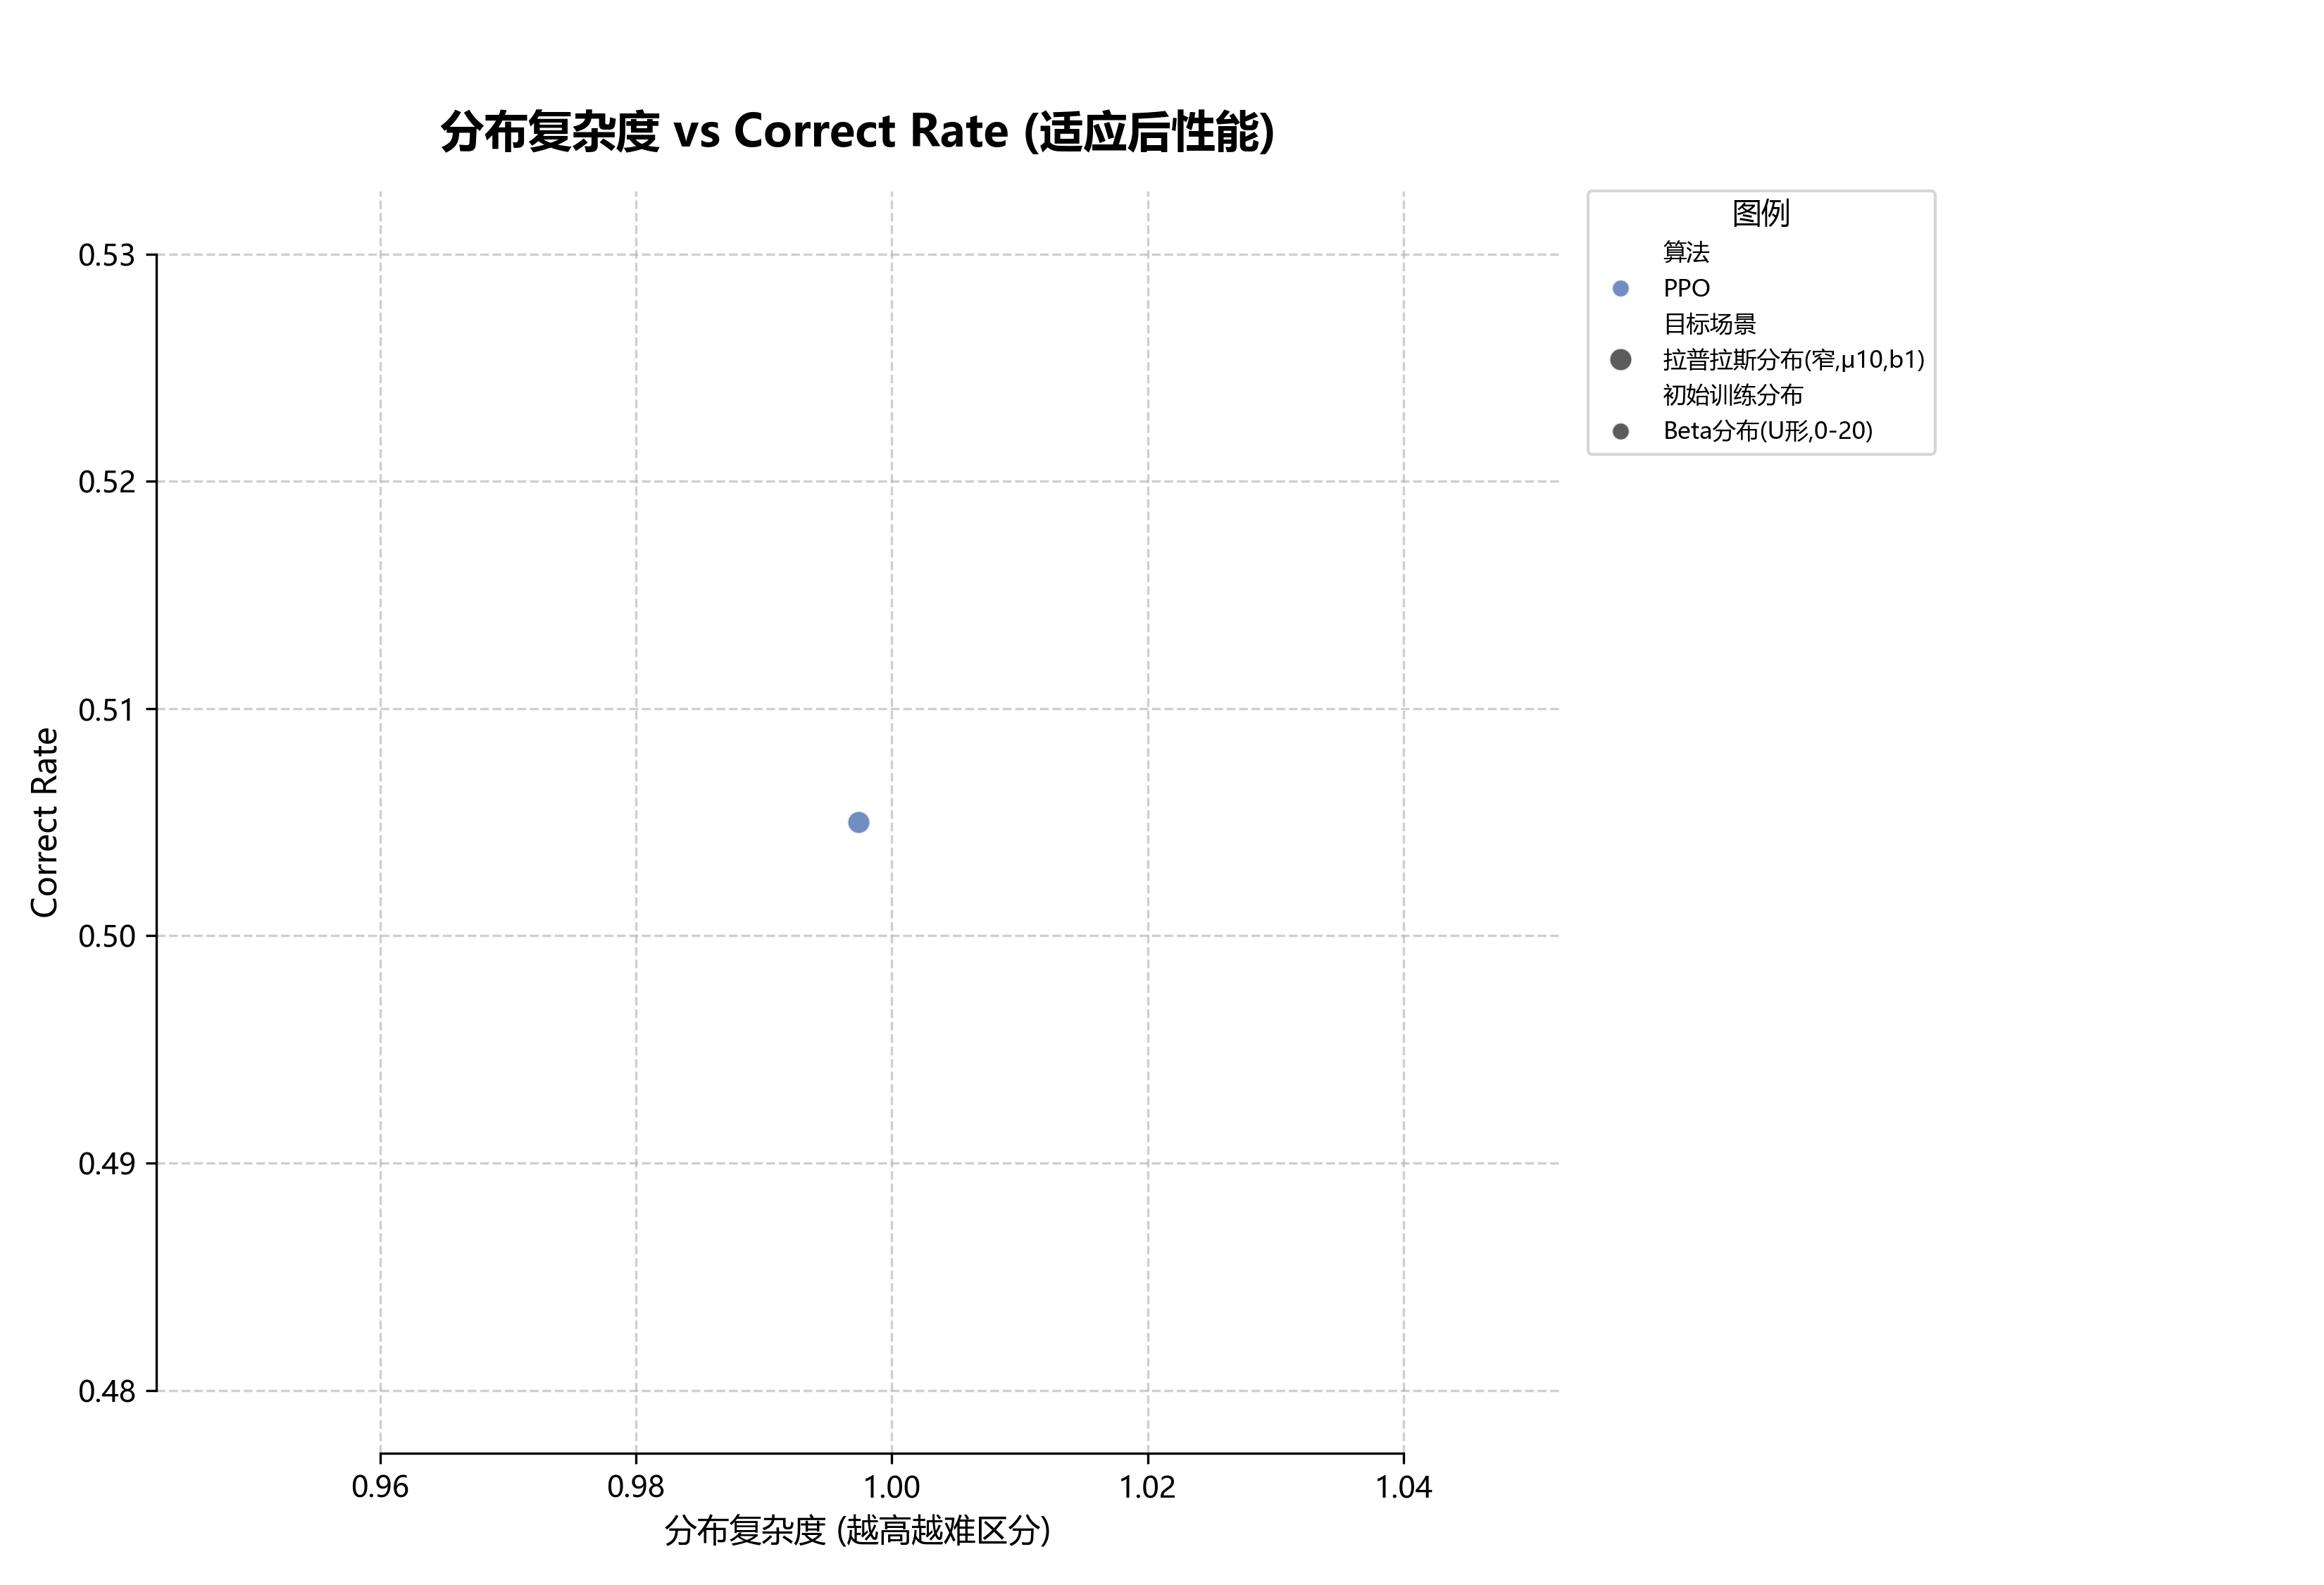 分布复杂度 vs Correct Rate (适应后性能)
图例
算法
PPO
目标场景
拉普拉斯分布(窄,μ10,b1)
初始训练分布
Beta分布(U形,0-20)
0.53
0.52
0.51
0.50
0.49
0.48
Correct Rate
0.96 0.98 1.00 1.02 1.04
分布复杂度 (越高越难区分)